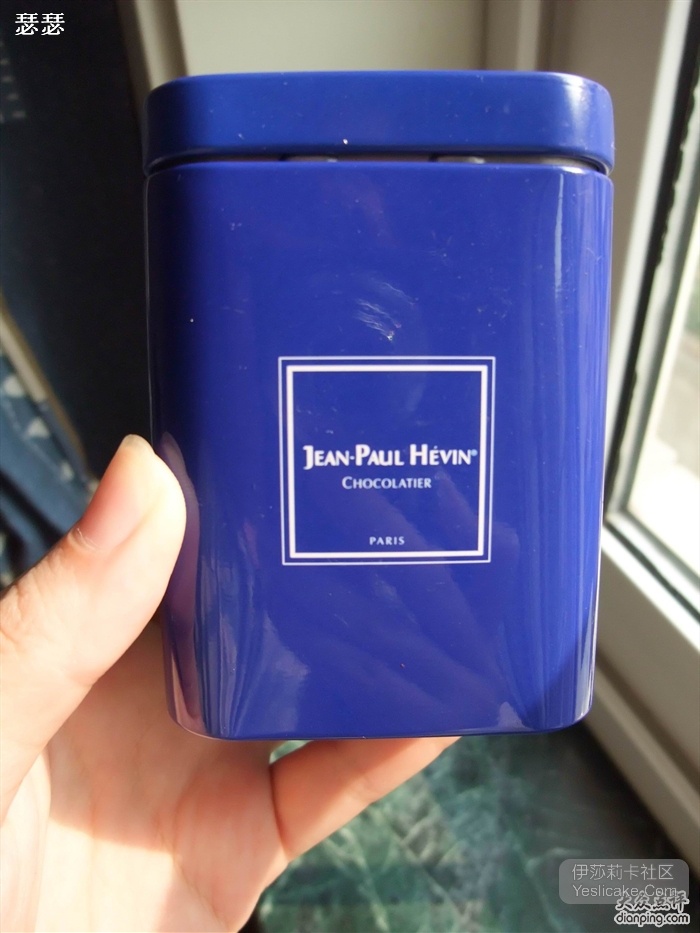 瑟瑟
JEAN-PAUL HÉVIN®
CHOCOLATIER
PARIS
伊莎莉卡社区
Yeslicake.Com
大众点评
dianping.com